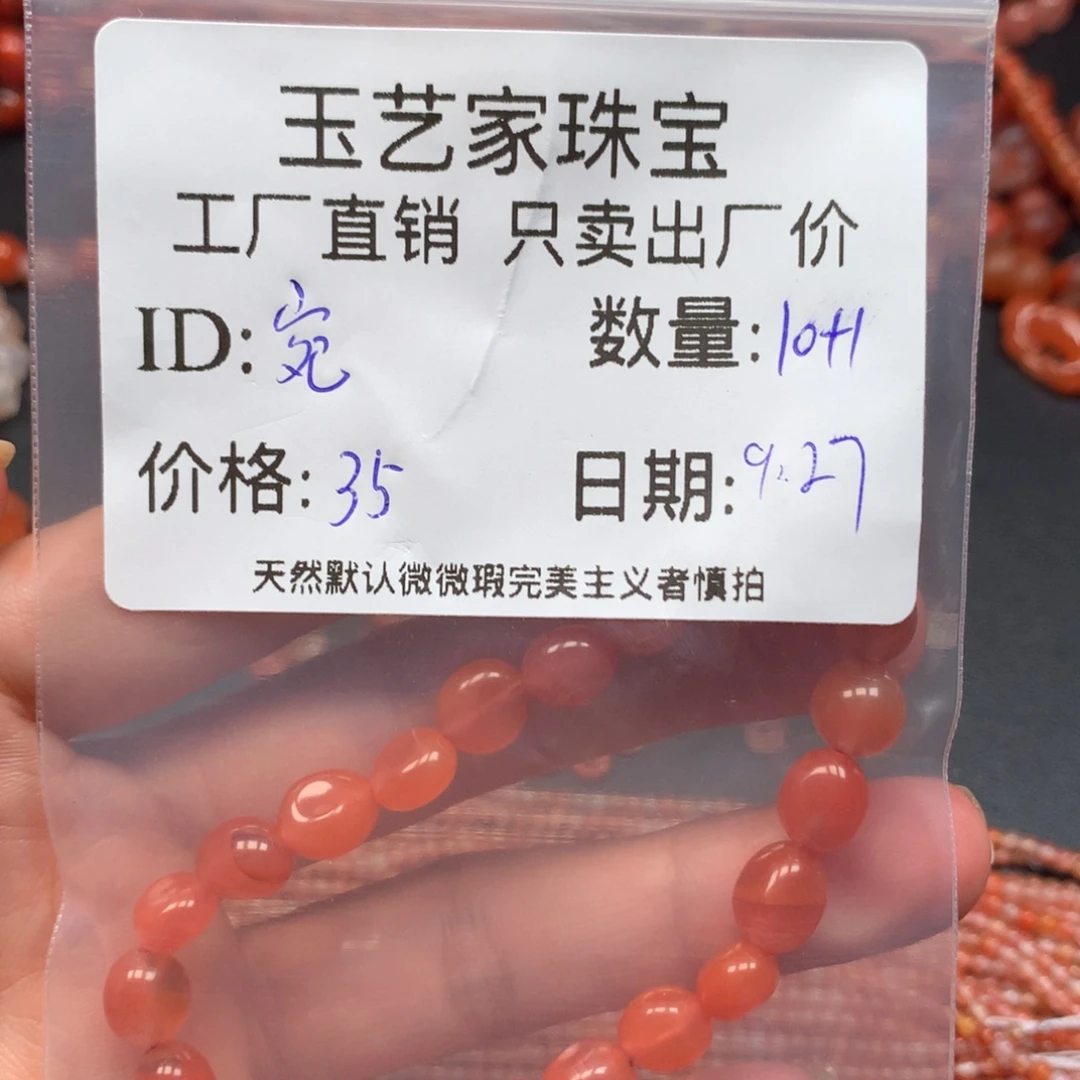 玉艺家珠宝
工厂直销 只卖出厂价
ID:宛 数量:10+1
价格:35 日期:9.27
天然默认微微瑕完美主义者慎拍